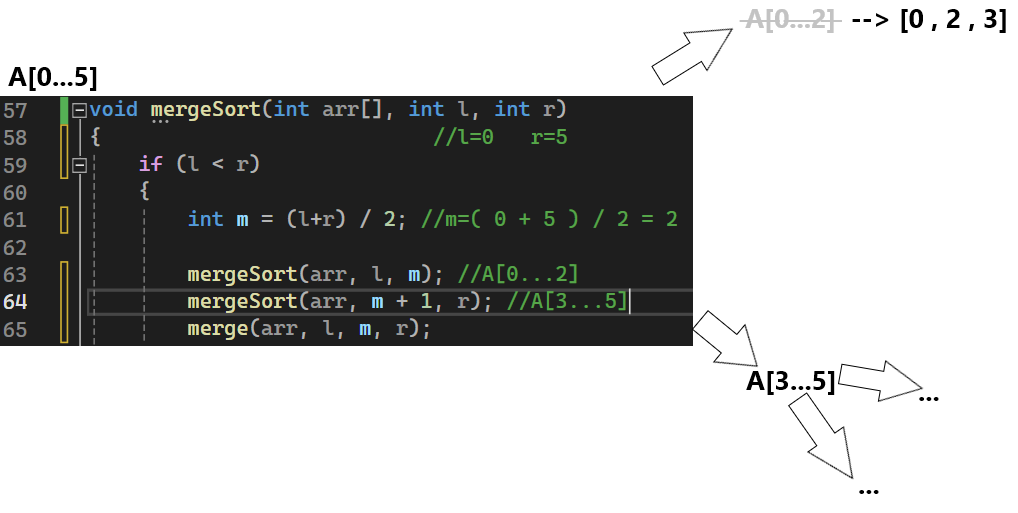 A[0...2] --> [0 , 2 , 3]
A[0...5]
57 void mergeSort(int arr[], int l, int r)
58 { //l=0 r=5
59 if (l < r)
60 {
61 int m = (l+r) / 2; //m=( 0 + 5 ) / 2 = 2
62
63 mergeSort(arr, l, m); //A[0...2]
64 mergeSort(arr, m + 1, r); //A[3...5]
65 merge(arr, l, m, r);
A[3...5]
...
...